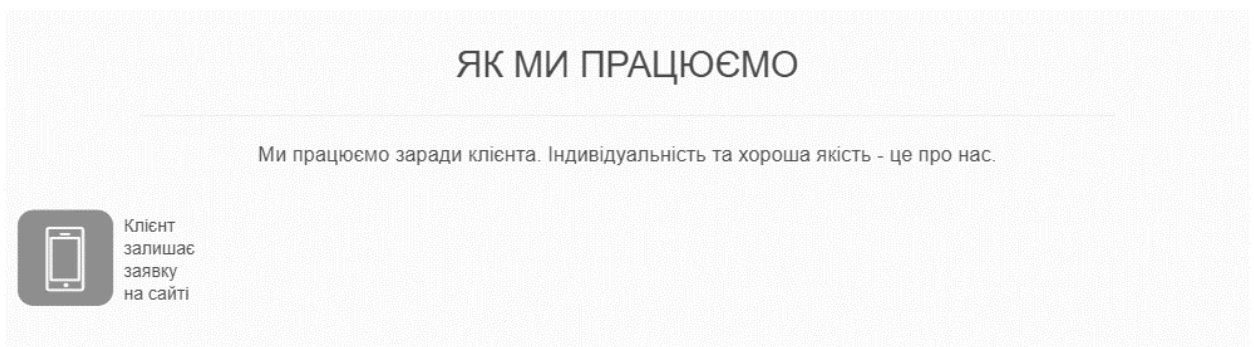 ЯК МИ ПРАЦЮЄМО
Ми працюємо заради клієнта. Індивідуальність та хороша якість - це про нас.
Клієнт
залишає
заявку
на сайті